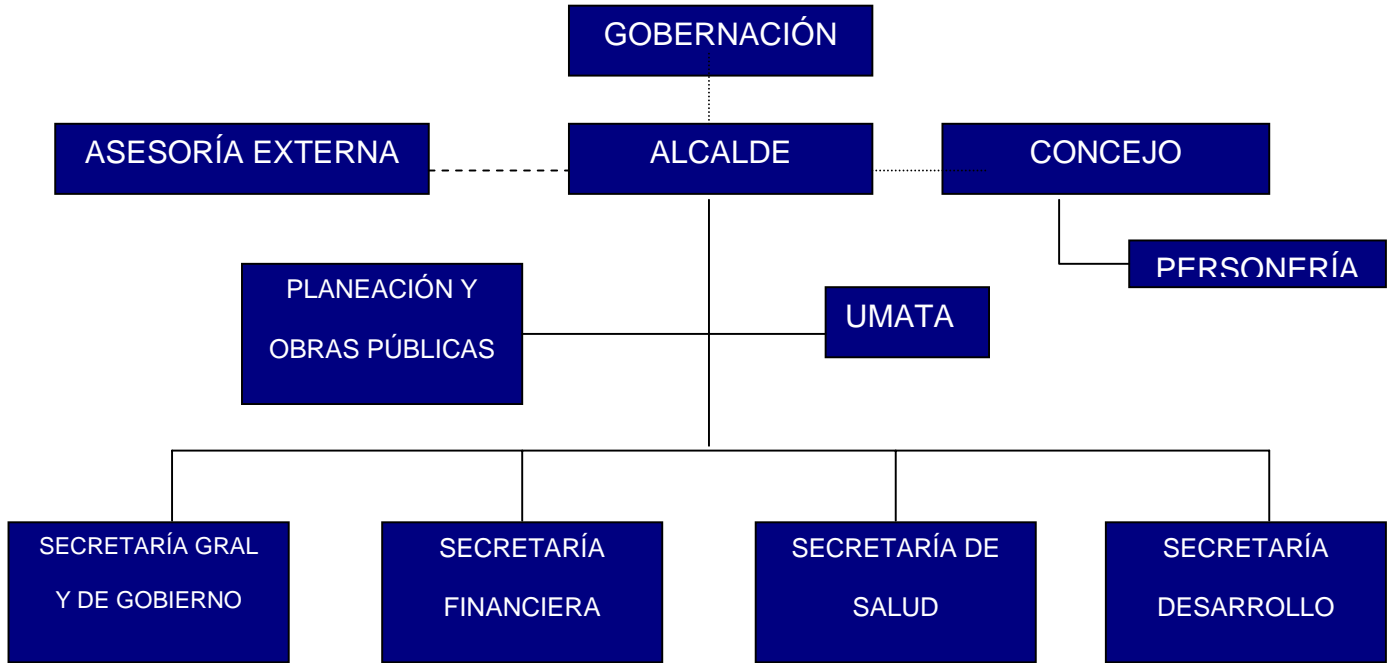 GOBERNACIÓN
ASESORÍA EXTERNA
ALCALDE
CONCEJO
PERSONERÍA
PLANEACIÓN Y
OBRAS PÚBLICAS
UMATA
SECRETARÍA GRAL
Y DE GOBIERNO
SECRETARÍA
FINANCIERA
SECRETARÍA DE
SALUD
SECRETARÍA
DESARROLLO